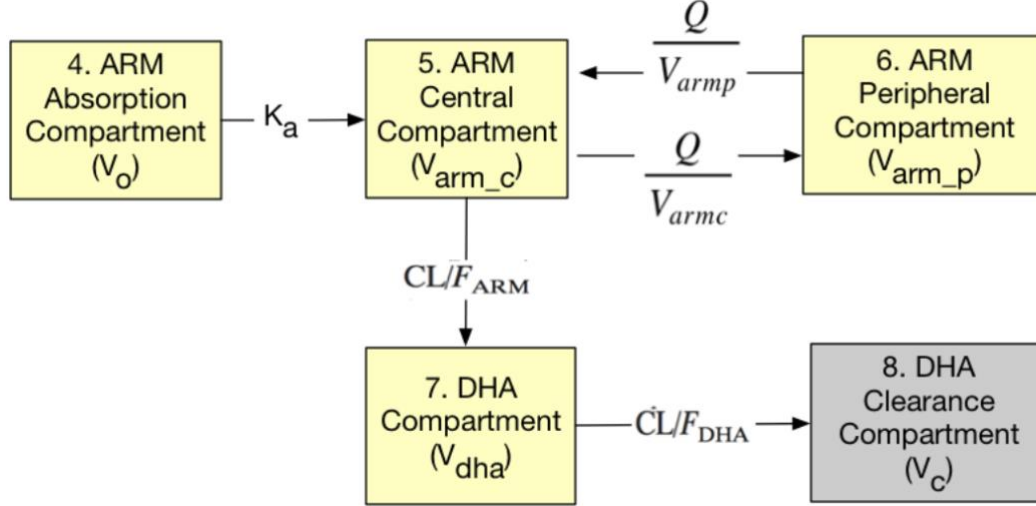 4. ARM
Absorption
Compartment
(Vo)
Ka
5. ARM
Central
Compartment
(Varm_c)
Q
Varmp
Q
Varmc
6. ARM
Peripheral
Compartment
(Varm_p)
CL/FARM
7. DHA
Compartment
(Vdha)
CL/FDHA
8. DHA
Clearance
Compartment
(Vc)